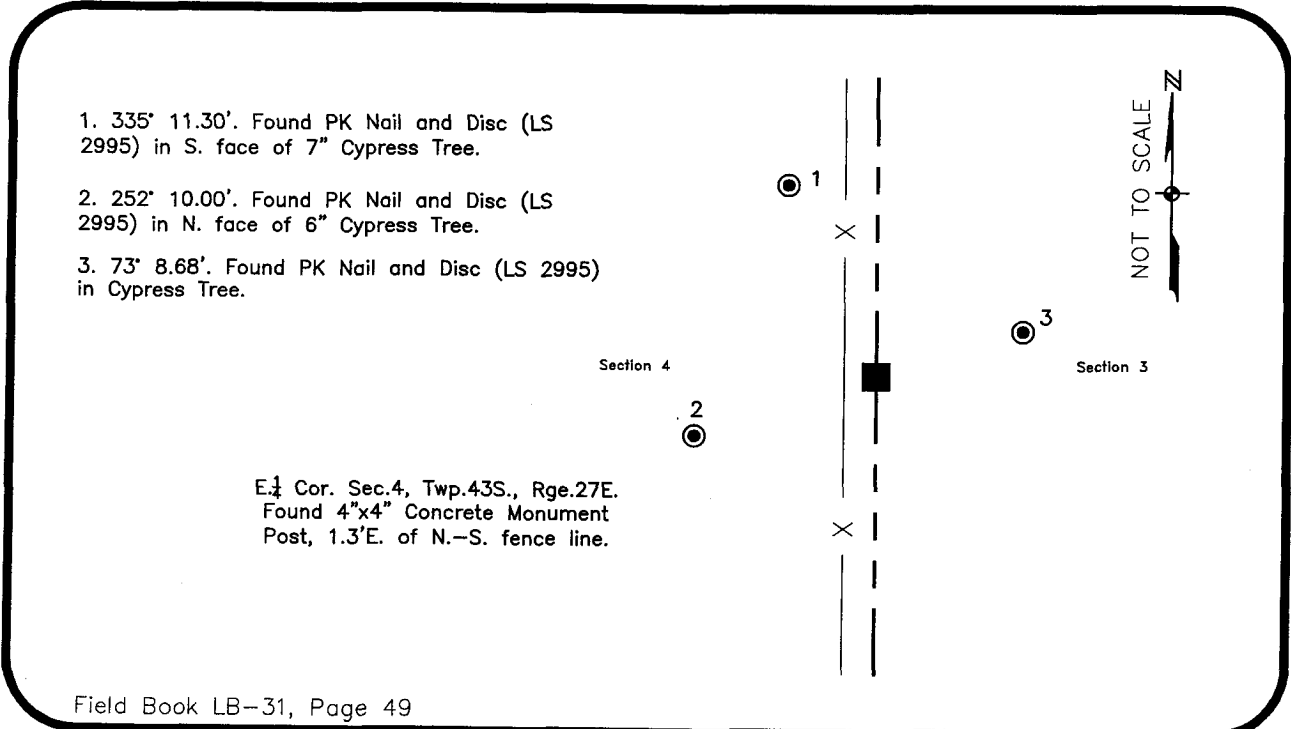 1. 335° 11.30'. Found PK Nail and Disc (LS
2995) in S. face of 7" Cypress Tree.
2. 252° 10.00'. Found PK Nail and Disc (LS
2995) in N. face of 6" Cypress Tree.
3. 73° 8.68'. Found PK Nail and Disc (LS 2995)
in Cypress Tree.
1
N
NOT TO SCALE
3
Section 4
Section 3
2
E.¼ Cor. Sec.4, Twp.43S., Rge.27E.
Found 4"x4" Concrete Monument
Post, 1.3'E. of N.-S. fence line.
Field Book LB-31, Page 49